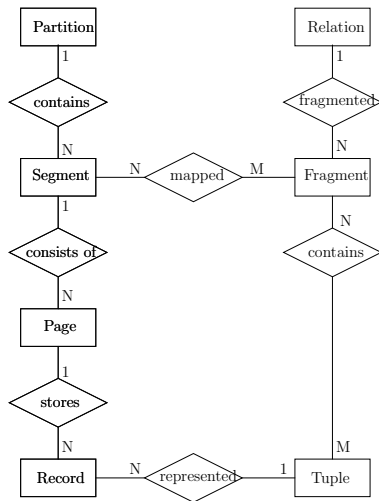 Partition Relation
1 1
contains fragmented
N N
Segment N mapped M Fragment
1 N
consists of contains
N
Page
1
stores
N M
Record N represented 1 Tuple